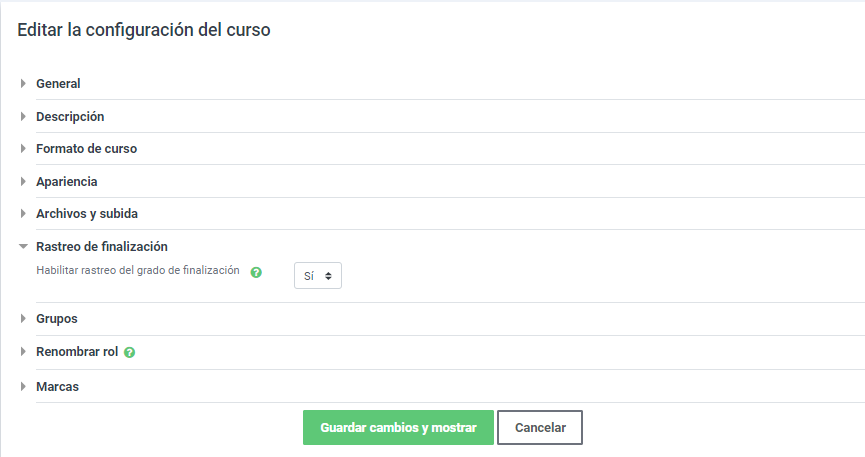 Editar la configuración del curso
General
Descripción
Formato de curso
Apariencia
Archivos y subida
Rastreo de finalización
Habilitar rastreo del grado de finalización ? Sí
Grupos
Renombrar rol ?
Marcas
Guardar cambios y mostrar Cancelar